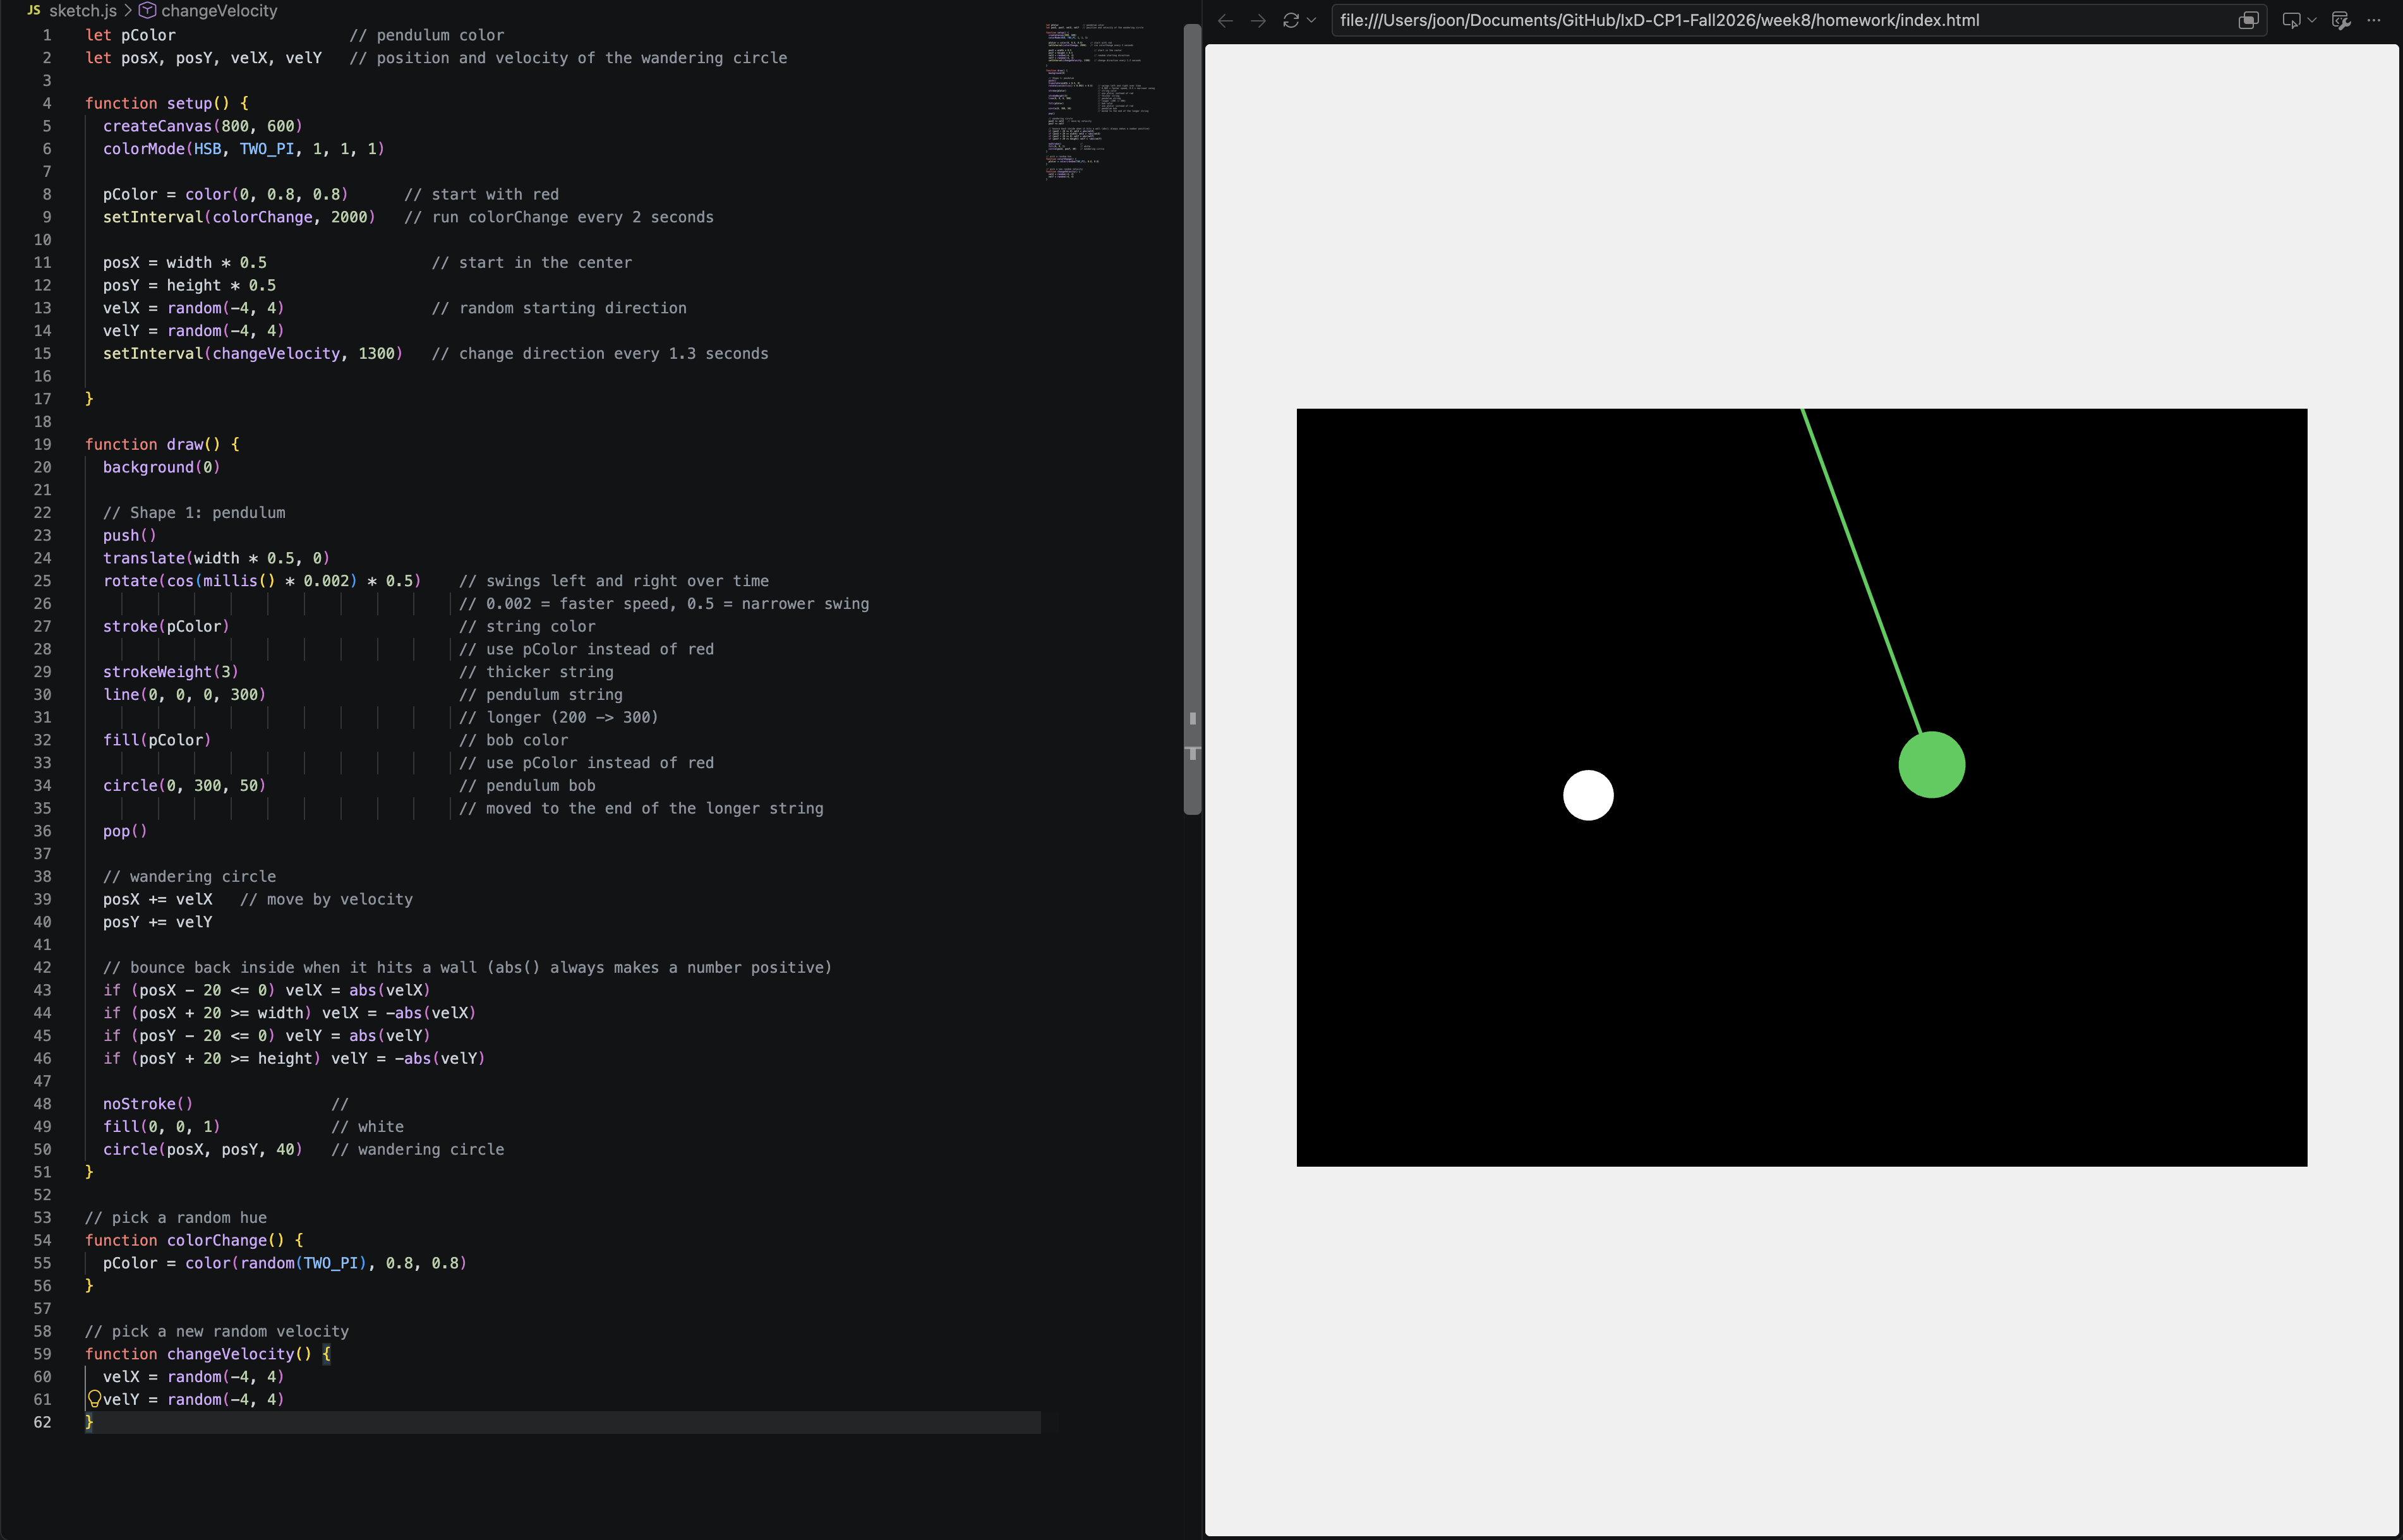 JS sketch.js > changeVelocity
1 let pColor                   // pendulum color
2 let posX, posY, velX, velY   // position and velocity of the wandering circle
3
4 function setup() {
5   createCanvas(800, 600)
6   colorMode(HSB, TWO_PI, 1, 1, 1)
7
8   pColor = color(0, 0.8, 0.8)      // start with red
9   setInterval(colorChange, 2000)   // run colorChange every 2 seconds
10
11   posX = width * 0.5                  // start in the center
12   posY = height * 0.5
13   velX = random(-4, 4)                // random starting direction
14   velY = random(-4, 4)
15   setInterval(changeVelocity, 1300)   // change direction every 1.3 seconds
16
17 }
18
19 function draw() {
20   background(0)
21
22   // Shape 1: pendulum
23   push()
24   translate(width * 0.5, 0)
25   rotate(cos(millis() * 0.002) * 0.5)    // swings left and right over time
26                                          // 0.002 = faster speed, 0.5 = narrower swing
27   stroke(pColor)                         // string color
28                                          // use pColor instead of red
29   strokeWeight(3)                        // thicker string
30   line(0, 0, 0, 300)                     // pendulum string
31                                          // longer (200 -> 300)
32   fill(pColor)                           // bob color
33                                          // use pColor instead of red
34   circle(0, 300, 50)                     // pendulum bob
35                                          // moved to the end of the longer string
36   pop()
37
38   // wandering circle
39   posX += velX   // move by velocity
40   posY += velY
41
42   // bounce back inside when it hits a wall (abs() always makes a number positive)
43   if (posX - 20 <= 0) velX = abs(velX)
44   if (posX + 20 >= width) velX = -abs(velX)
45   if (posY - 20 <= 0) velY = abs(velY)
46   if (posY + 20 >= height) velY = -abs(velY)
47
48   noStroke()               //
49   fill(0, 0, 1)            // white
50   circle(posX, posY, 40)   // wandering circle
51 }
52
53 // pick a random hue
54 function colorChange() {
55   pColor = color(random(TWO_PI), 0.8, 0.8)
56 }
57
58 // pick a new random velocity
59 function changeVelocity() {
60   velX = random(-4, 4)
61   velY = random(-4, 4)
62 }
file:///Users/joon/Documents/GitHub/IxD-CP1-Fall2026/week8/homework/index.html